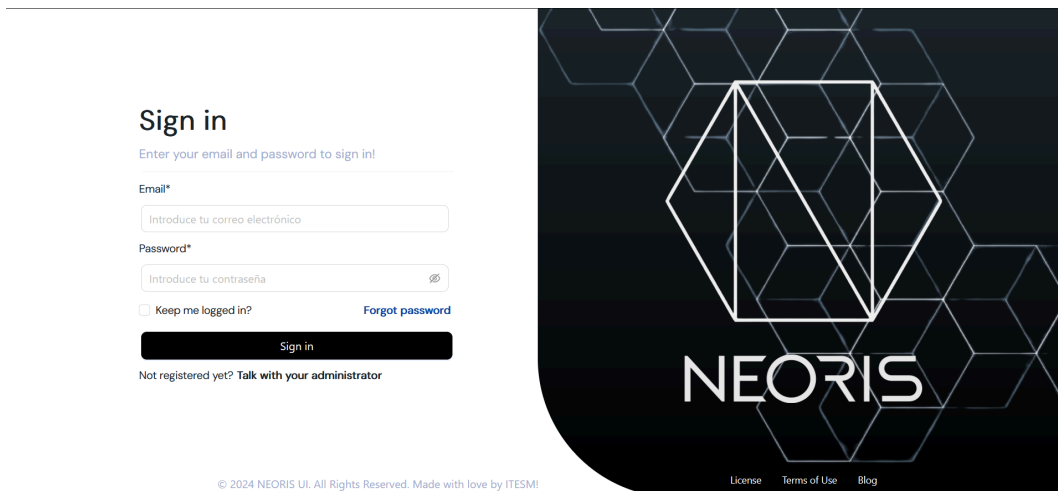 Sign in
Enter your email and password to sign in!
Email*
Introduce tu correo electrónico
Password*
Introduce tu contraseña
Keep me logged in? Forgot password
Sign in
Not registered yet? Talk with your administrator
© 2024 NEORIS UI. All Rights Reserved. Made with love by ITESM!
NEORIS
License Terms of Use Blog